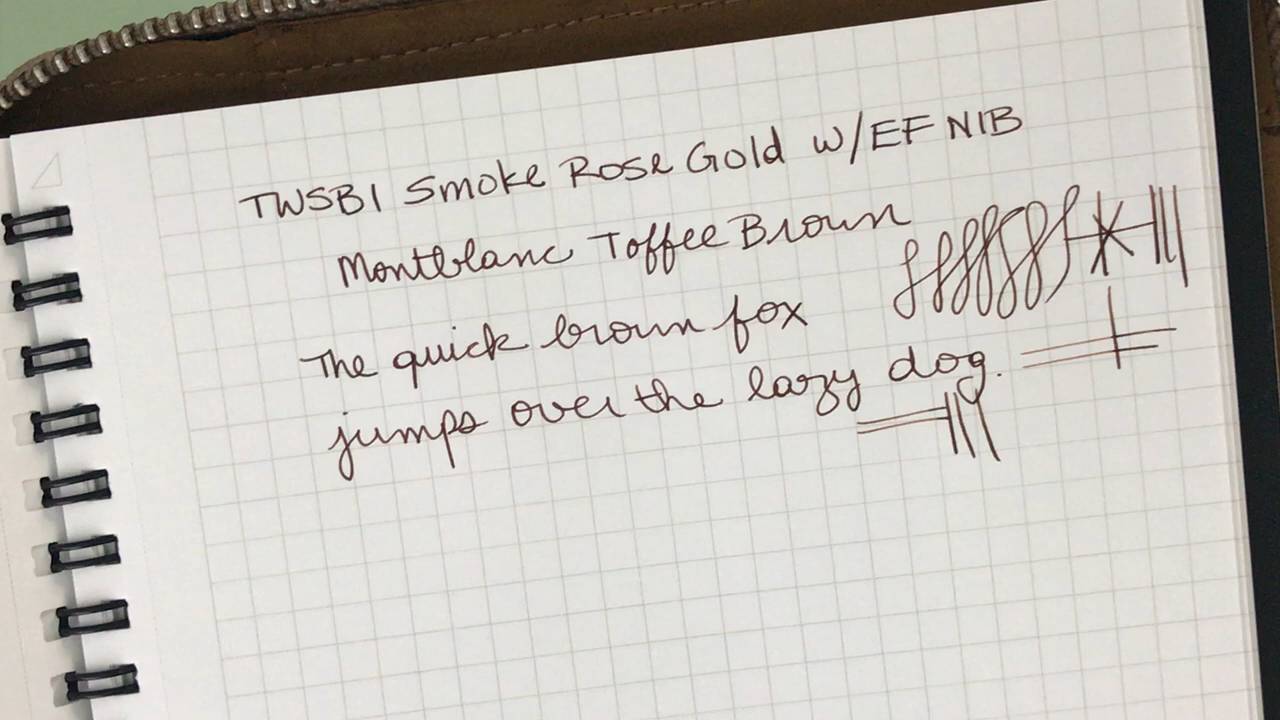 TWSBI Smoke Rose Gold w/EF NIB
Montblanc Toffee Brown
The quick brown fox
jumps over the lazy dog.